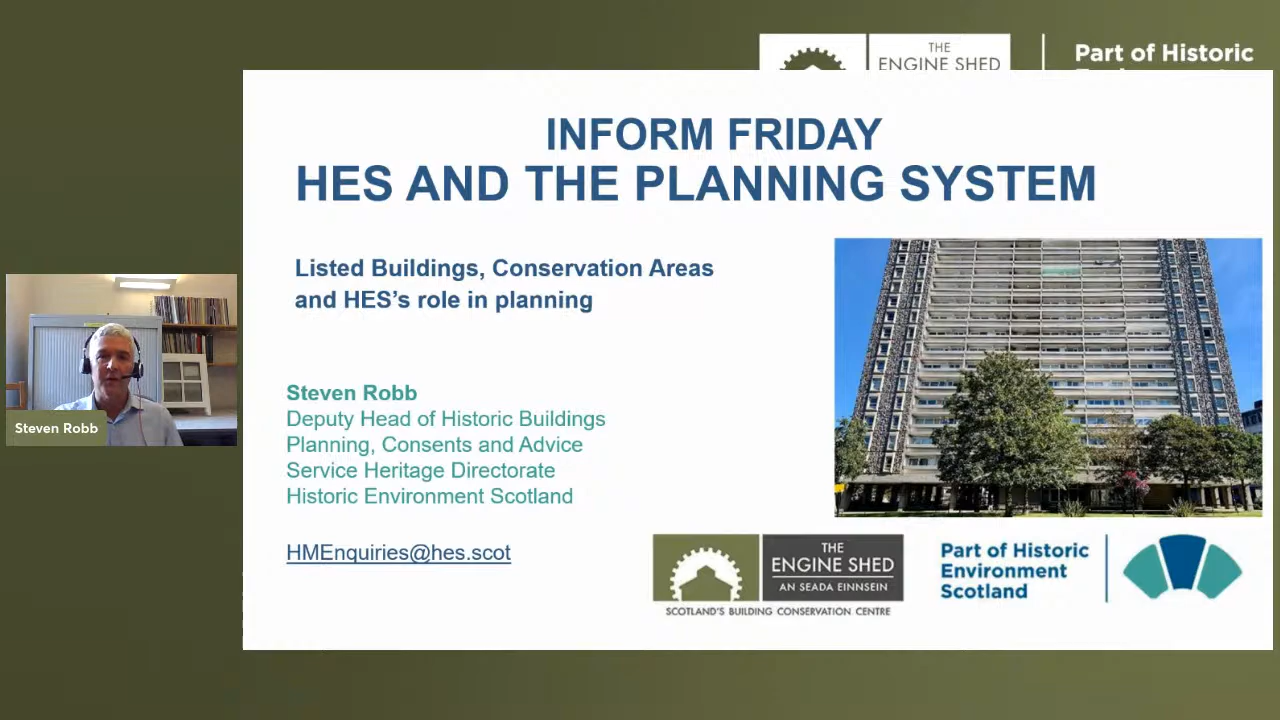 THE
ENGINE SHED
Part of Historic
INFORM FRIDAY
HES AND THE PLANNING SYSTEM
Listed Buildings, Conservation Areas
and HES's role in planning
Steven Robb
Deputy Head of Historic Buildings
Planning, Consents and Advice
Service Heritage Directorate
Historic Environment Scotland
HMEnquiries@hes.scot
Steven Robb
THE
ENGINE SHED
AN SEADA EINNSEIN
SCOTLAND'S BUILDING CONSERVATION CENTRE
Part of Historic
Environment
Scotland